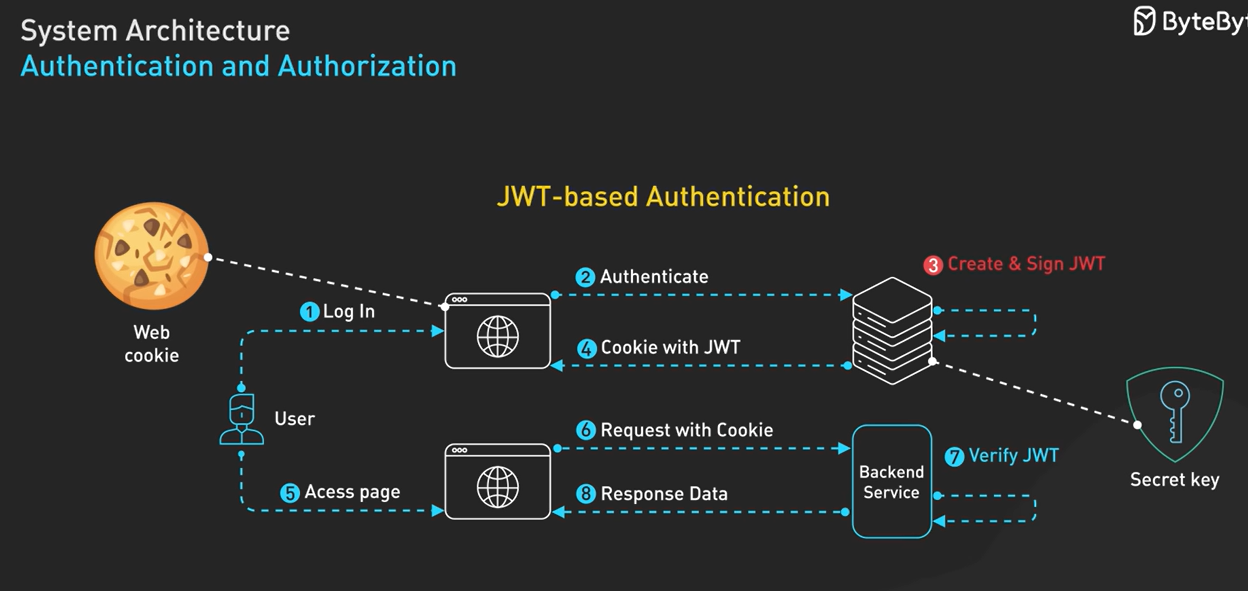 System Architecture
Authentication and Authorization
JWT-based Authentication
Web
cookie
1 Log In
2 Authenticate
3 Create & Sign JWT
4 Cookie with JWT
User
5 Acess page
6 Request with Cookie
Backend
Service
7 Verify JWT
8 Response Data
Secret key